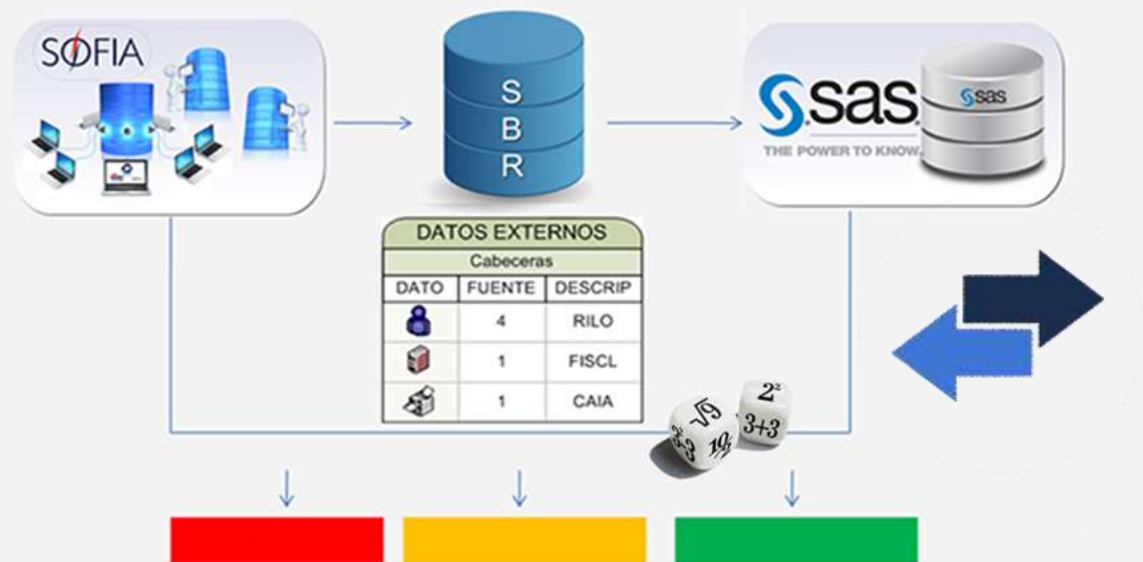 SOFIA
S
B
R
sas
THE POWER TO KNOW.
sas
DATOS EXTERNOS
Cabeceras
DATO FUENTE DESCRIP
4 RILO
1 FISCL
1 CAIA
√9
2²
3+3